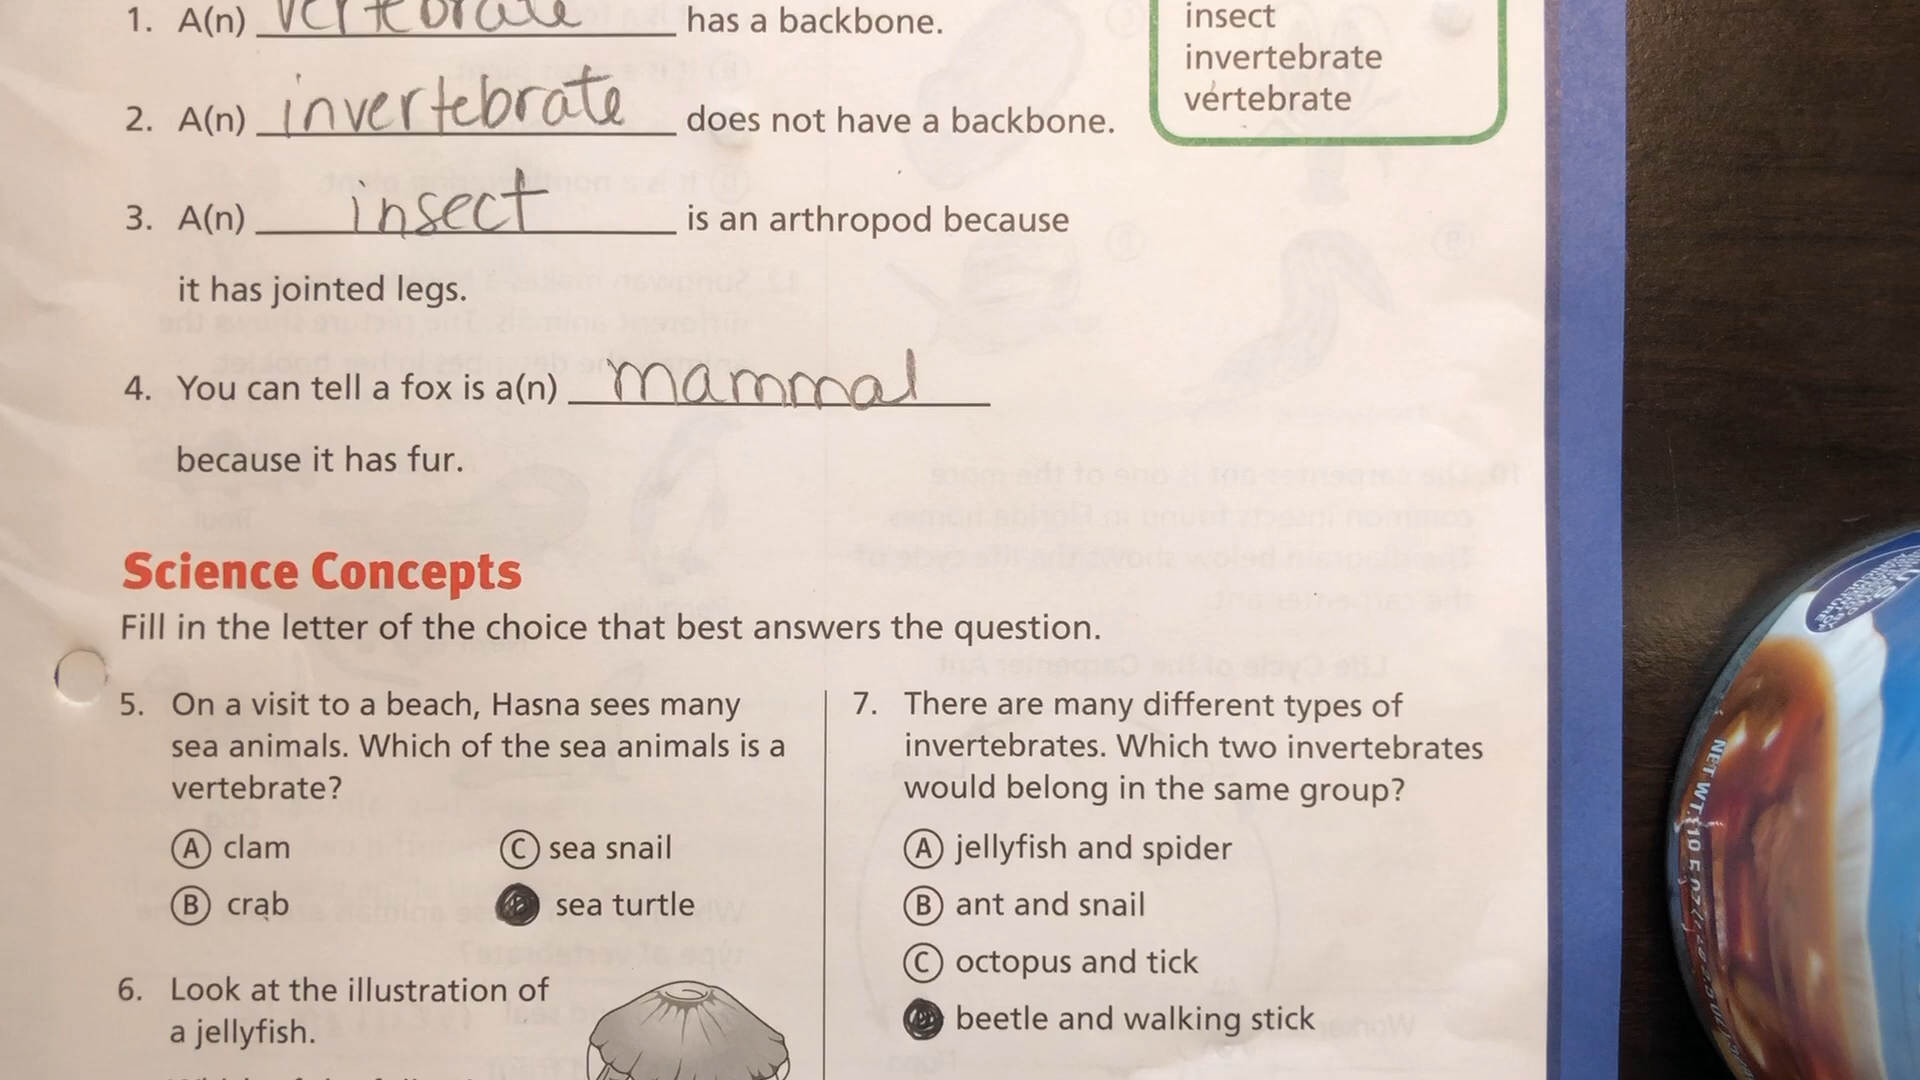 1. A(n) vertebrate has a backbone.
insect
invertebrate
vertebrate
2. A(n) invertebrate does not have a backbone.
3. A(n) insect is an arthropod because
it has jointed legs.
4. You can tell a fox is a(n) mammal
because it has fur.
Science Concepts
Fill in the letter of the choice that best answers the question.
5. On a visit to a beach, Hasna sees many
sea animals. Which of the sea animals is a
vertebrate?
A clam
C sea snail
B crab
sea turtle
6. Look at the illustration of
a jellyfish.
7. There are many different types of
invertebrates. Which two invertebrates
would belong in the same group?
A jellyfish and spider
B ant and snail
C octopus and tick
beetle and walking stick
NET WT.